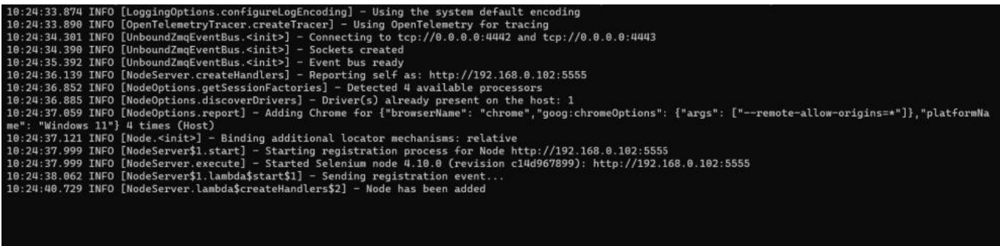 10:24:33.874 INFO [LoggingOptions.configureLogEncoding] - Using the system default encoding
10:24:33.890 INFO [OpenTelemetryTracer.createTracer] - Using OpenTelemetry for tracing
10:24:34.301 INFO [UnboundZmqEventBus.<init>] - Connecting to tcp://0.0.0.0:4442 and tcp://0.0.0.0:4443
10:24:34.390 INFO [UnboundZmqEventBus.<init>] - Sockets created
10:24:35.392 INFO [UnboundZmqEventBus.<init>] - Event bus ready
10:24:36.139 INFO [NodeServer.createHandlers] - Reporting self as: http://192.168.0.102:5555
10:24:36.852 INFO [NodeOptions.getSessionFactories] - Detected 4 available processors
10:24:36.885 INFO [NodeOptions.discoverDrivers] - Driver(s) already present on the host: 1
10:24:37.059 INFO [NodeOptions.report] - Adding Chrome for {"browserName": "chrome","goog:chromeOptions": {"args": ["--remote-allow-origins=*"]},"platformNa
me": "Windows 11"} 4 times (Host)
10:24:37.121 INFO [Node.<init>] - Binding additional locator mechanisms: relative
10:24:37.999 INFO [NodeServer$1.start] - Starting registration process for Node http://192.168.0.102:5555
10:24:37.999 INFO [NodeServer.execute] - Started Selenium node 4.10.0 (revision c14d967899): http://192.168.0.102:5555
10:24:38.062 INFO [NodeServer$1.lambda$start$1] - Sending registration event...
10:24:40.729 INFO [NodeServer.lambda$createHandlers$2] - Node has been added